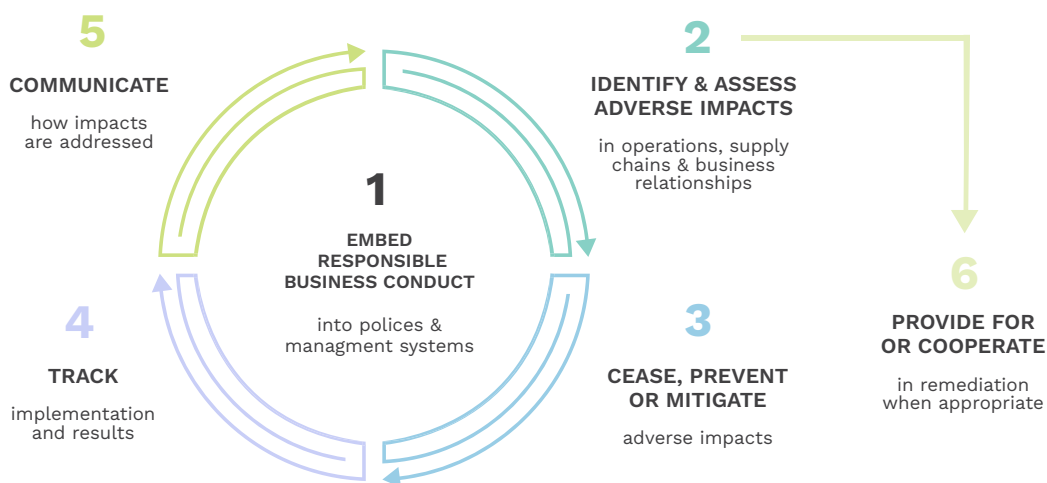 1
EMBED
RESPONSIBLE
BUSINESS CONDUCT
into polices &
managment systems
2
IDENTIFY & ASSESS
ADVERSE IMPACTS
in operations, supply
chains & business
relationships
3
CEASE, PREVENT
OR MITIGATE
adverse impacts
4
TRACK
implementation
and results
5
COMMUNICATE
how impacts
are addressed
6
PROVIDE FOR
OR COOPERATE
in remediation
when appropriate